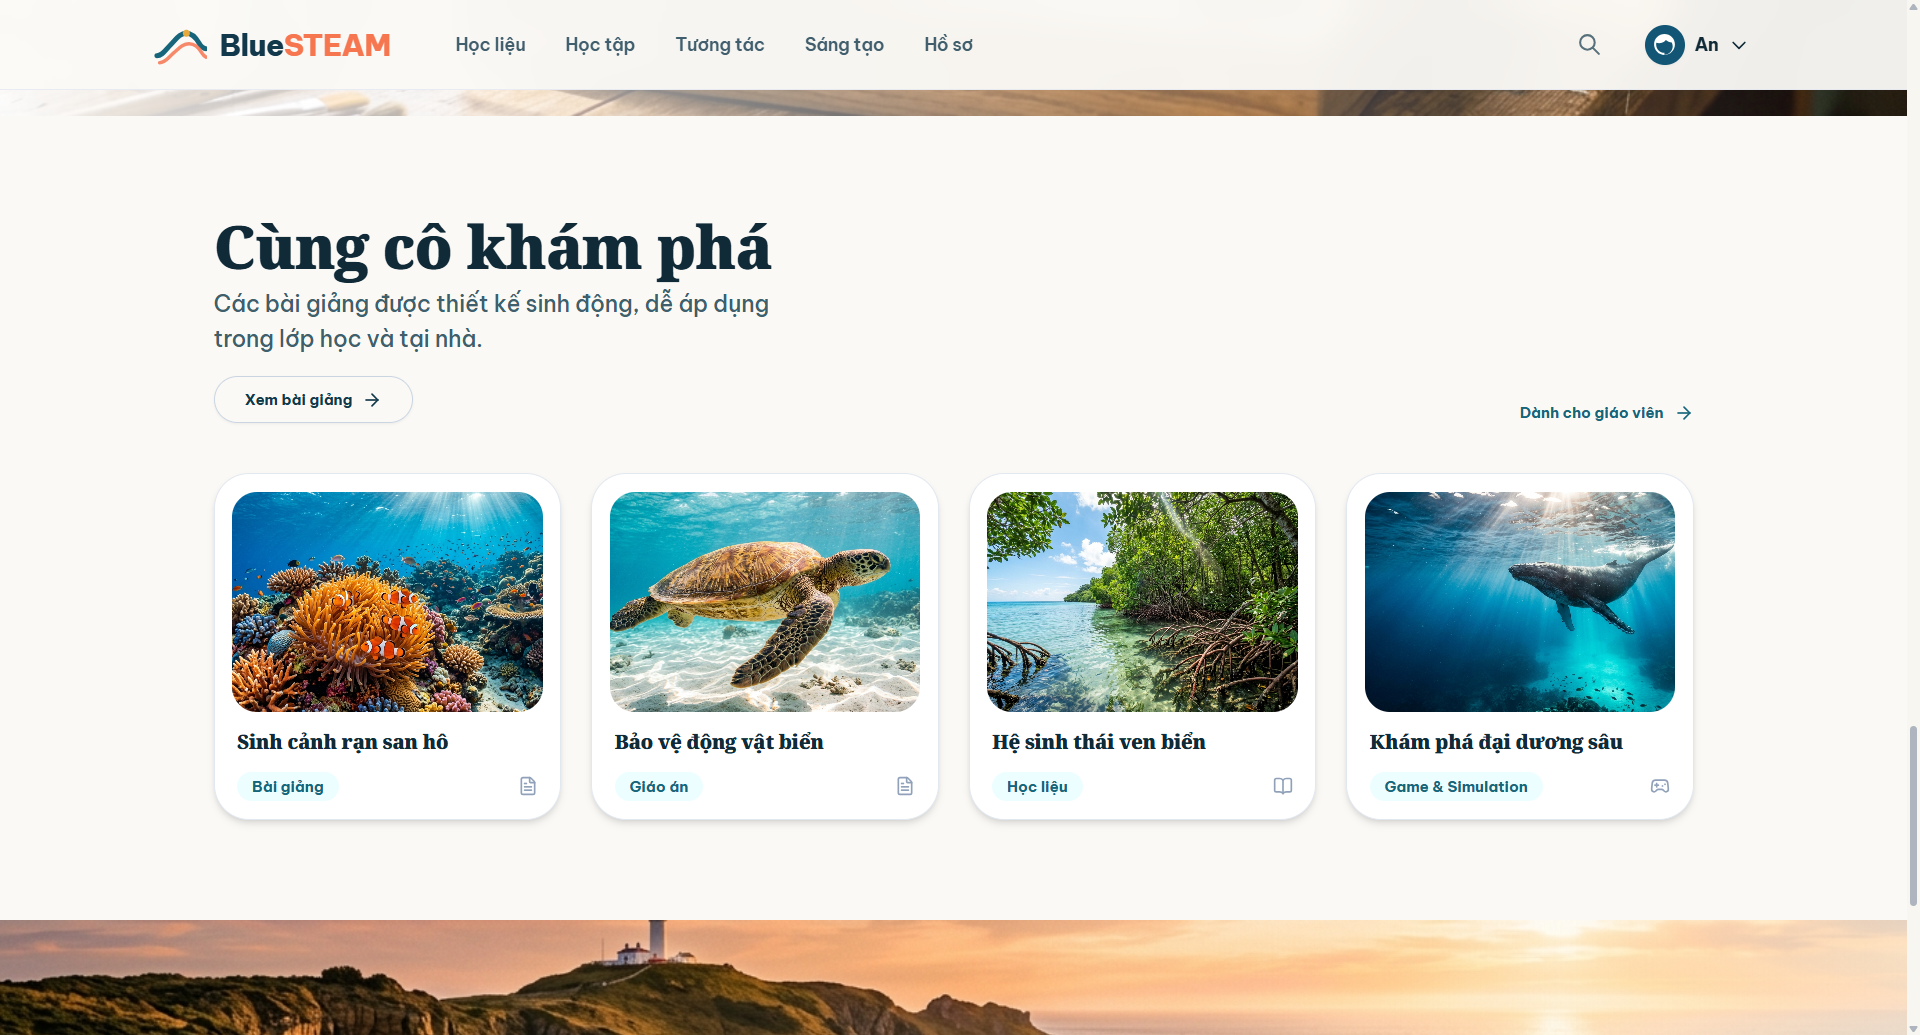 BlueSTEAM
Học liệu
Học tập
Tương tác
Sáng tạo
Hồ sơ
An
Cùng cô khám phá
Các bài giảng được thiết kế sinh động, dễ áp dụng
trong lớp học và tại nhà.
Xem bài giảng
Dành cho giáo viên
Sinh cảnh rạn san hô
Bài giảng
Bảo vệ động vật biển
Giáo án
Hệ sinh thái ven biển
Học liệu
Khám phá đại dương sâu
Game & Simulation